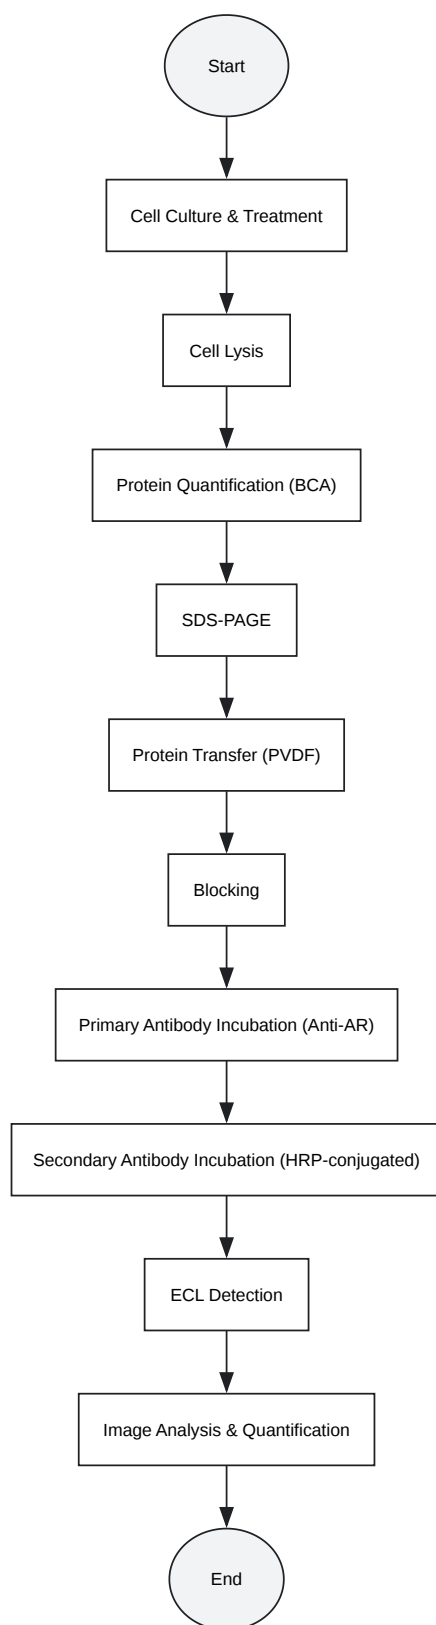 Start
Cell Culture & Treatment
Cell Lysis
Protein Quantification (BCA)
SDS-PAGE
Protein Transfer (PVDF)
Blocking
Primary Antibody Incubation (Anti-AR)
Secondary Antibody Incubation (HRP-conjugated)
ECL Detection
Image Analysis & Quantification
End